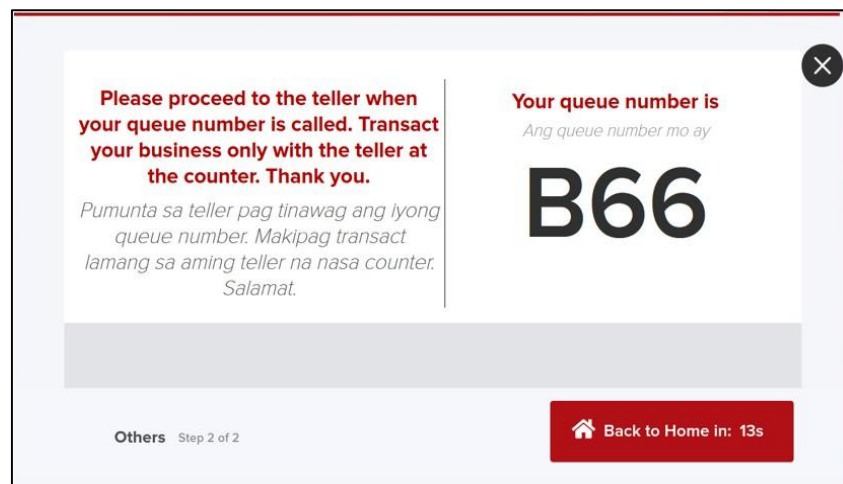 Please proceed to the teller when
your queue number is called. Transact
your business only with the teller at
the counter. Thank you.
Pumunta sa teller pag tinawag ang iyong
queue number. Makipag transact
lamang sa aming teller na nasa counter.
Salamat.
Your queue number is
Ang queue number mo ay
B66
Others Step 2 of 2
Back to Home in: 13s